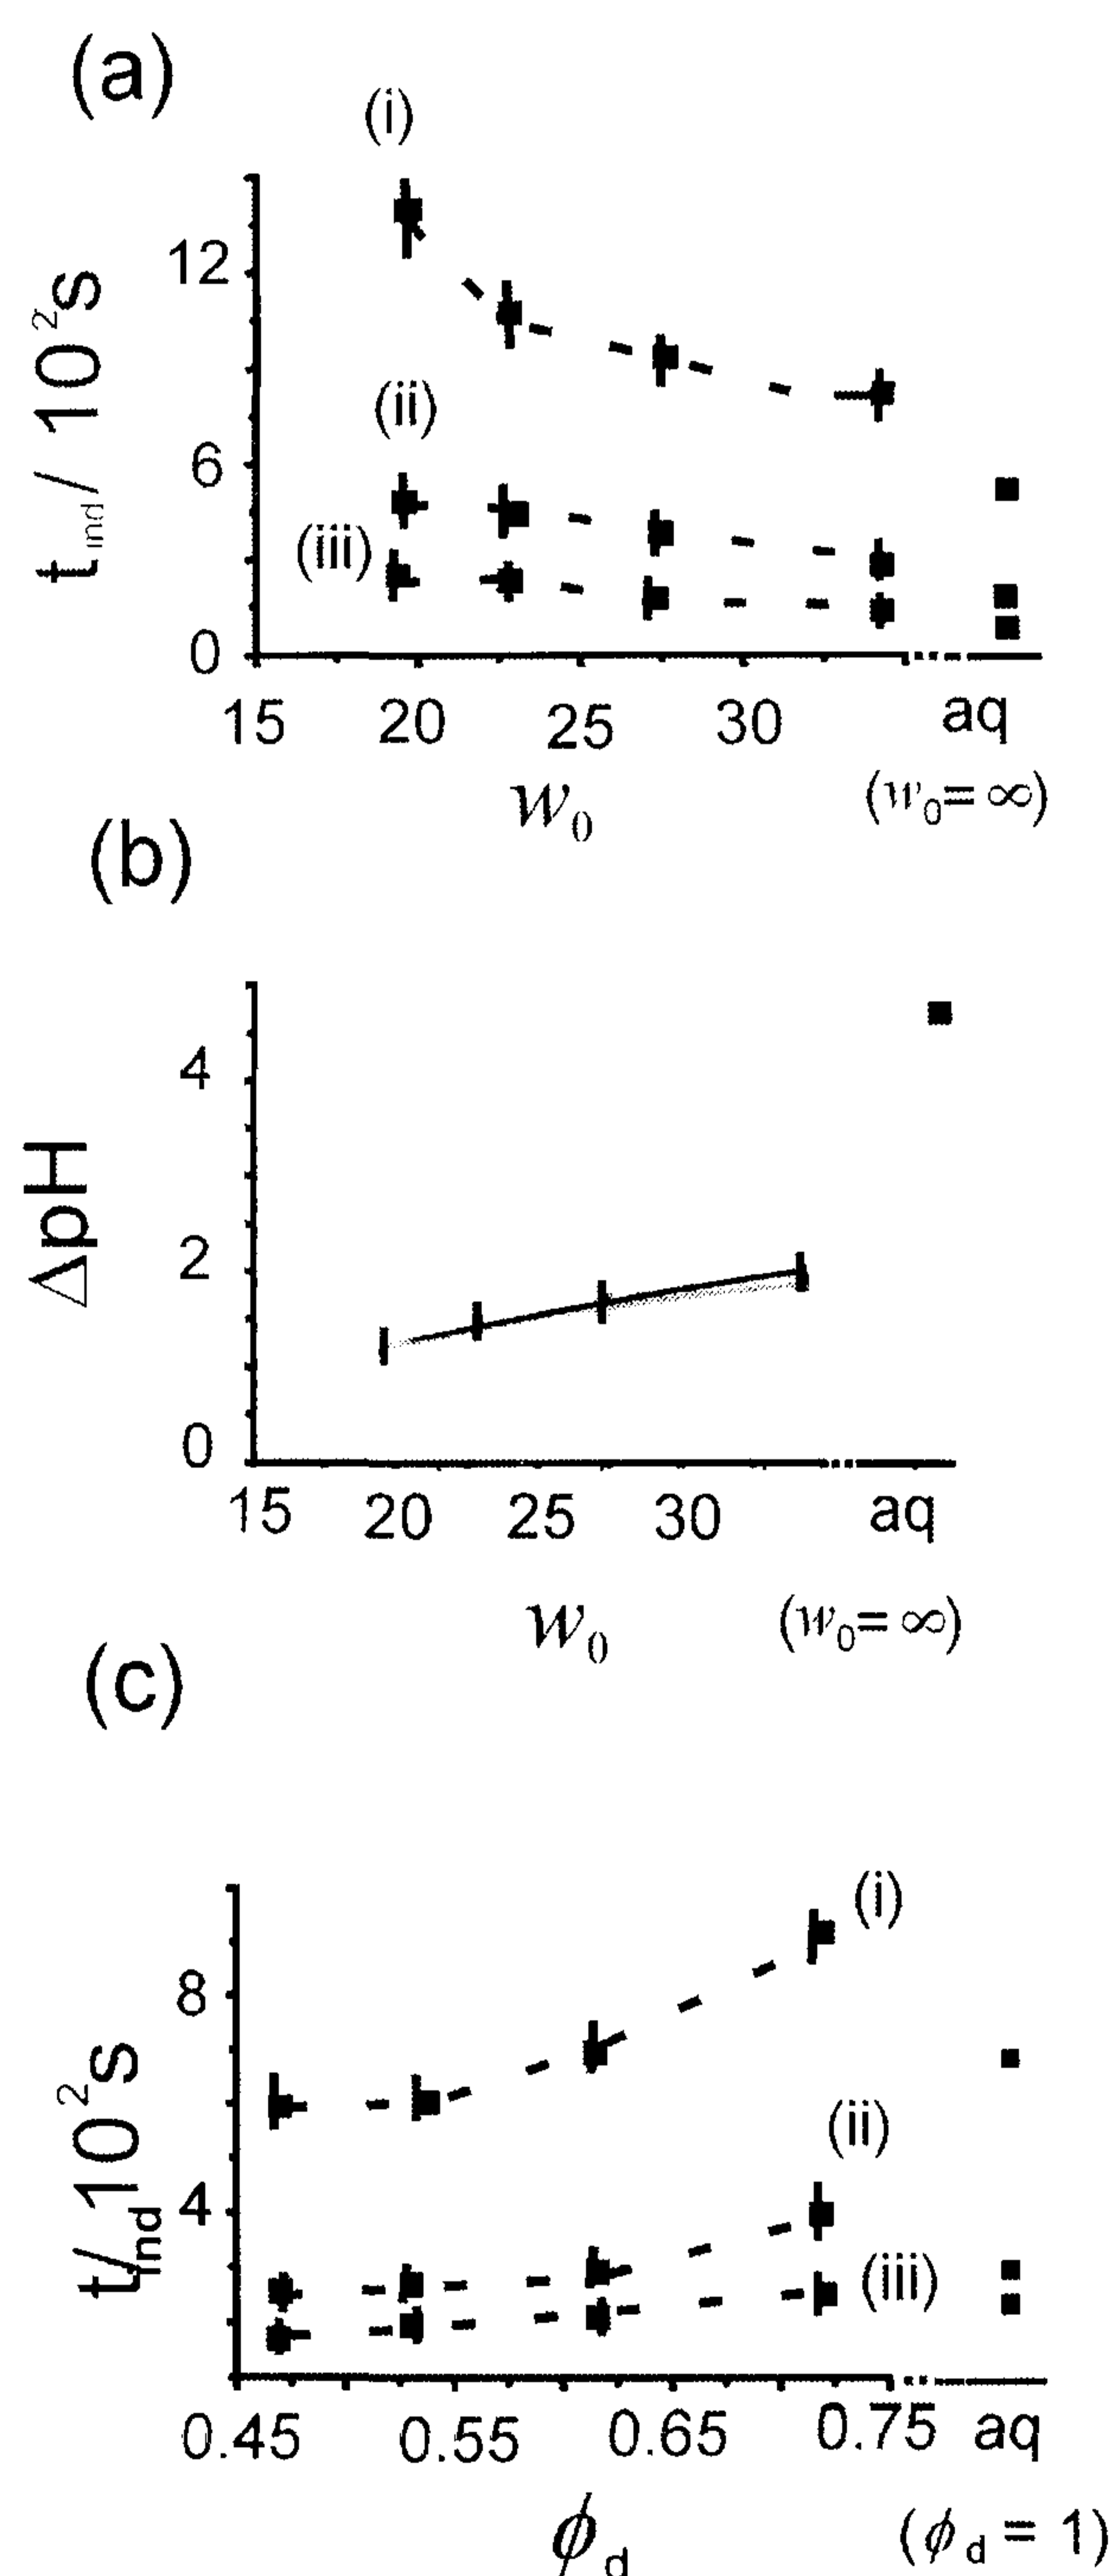 (a)
(i)
12
(ii)
6
(iii)
0
t_ind / 10²s
15 20 25 30 aq
w₀ (w₀= ∞)
(b)
4
2
0
ΔpH
15 20 25 30 aq
w₀ (w₀= ∞)
(c)
(i)
8
(ii)
4
(iii)
t_ind/10²s
0.45 0.55 0.65 0.75 aq
ϕ_d (ϕ_d = 1)